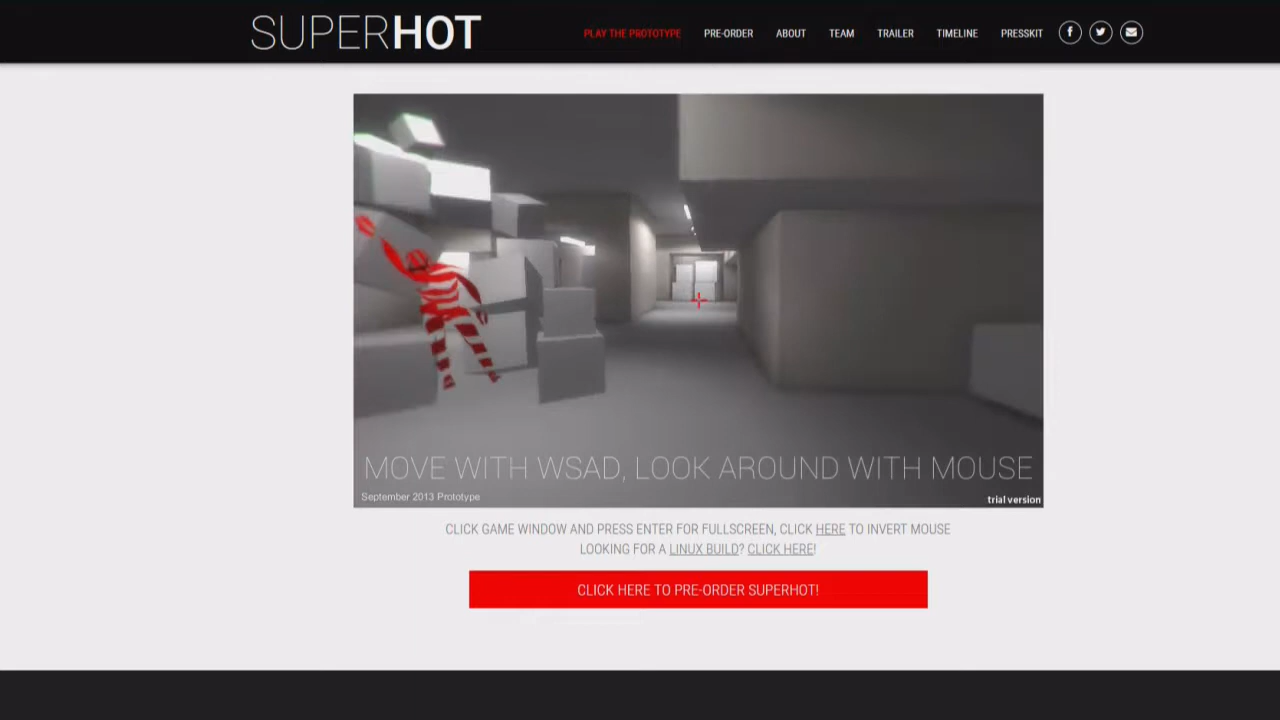 SUPERHOT
PLAY THE PROTOTYPE PRE-ORDER ABOUT TEAM TRAILER TIMELINE PRESSKIT
MOVE WITH WSAD, LOOK AROUND WITH MOUSE
September 2013 Prototype
trial version
CLICK GAME WINDOW AND PRESS ENTER FOR FULLSCREEN, CLICK HERE TO INVERT MOUSE
LOOKING FOR A LINUX BUILD? CLICK HERE!
CLICK HERE TO PRE-ORDER SUPERHOT!